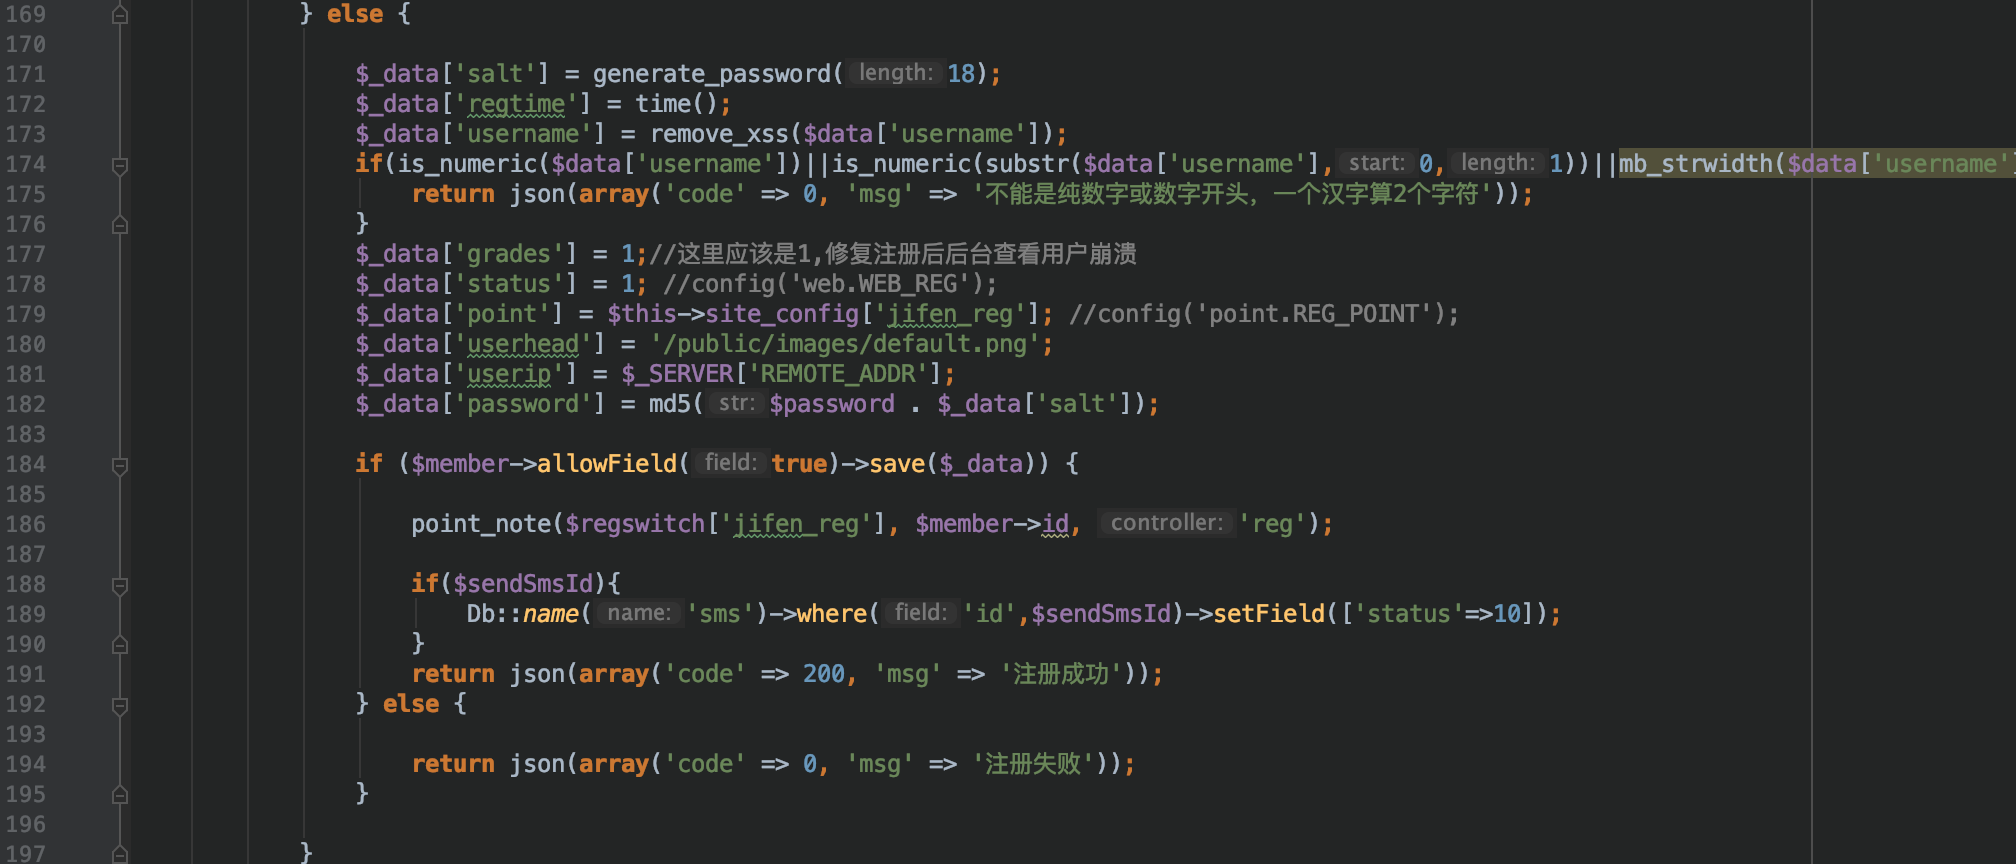 169 } else {
170
171 $_data['salt'] = generate_password( length: 18);
172 $_data['regtime'] = time();
173 $_data['username'] = remove_xss($data['username']);
174 if(is_numeric($data['username'])||is_numeric(substr($data['username'], start: 0, length: 1))||mb_strwidth($data['username']
175 return json(array('code' => 0, 'msg' => '不能是纯数字或数字开头，一个汉字算2个字符'));
176 }
177 $_data['grades'] = 1;//这里应该是1,修复注册后后台查看用户崩溃
178 $_data['status'] = 1; //config('web.WEB_REG');
179 $_data['point'] = $this->site_config['jifen_reg']; //config('point.REG_POINT');
180 $_data['userhead'] = '/public/images/default.png';
181 $_data['userip'] = $_SERVER['REMOTE_ADDR'];
182 $_data['password'] = md5( str: $password . $_data['salt']);
183
184 if ($member->allowField( field: true)->save($_data)) {
185
186 point_note($regswitch['jifen_reg'], $member->id, controller: 'reg');
187
188 if($sendSmsId){
189 Db::name( name: 'sms')->where( field: 'id',$sendSmsId)->setField(['status'=>10]);
190 }
191 return json(array('code' => 200, 'msg' => '注册成功'));
192 } else {
193
194 return json(array('code' => 0, 'msg' => '注册失败'));
195 }
196
197 }